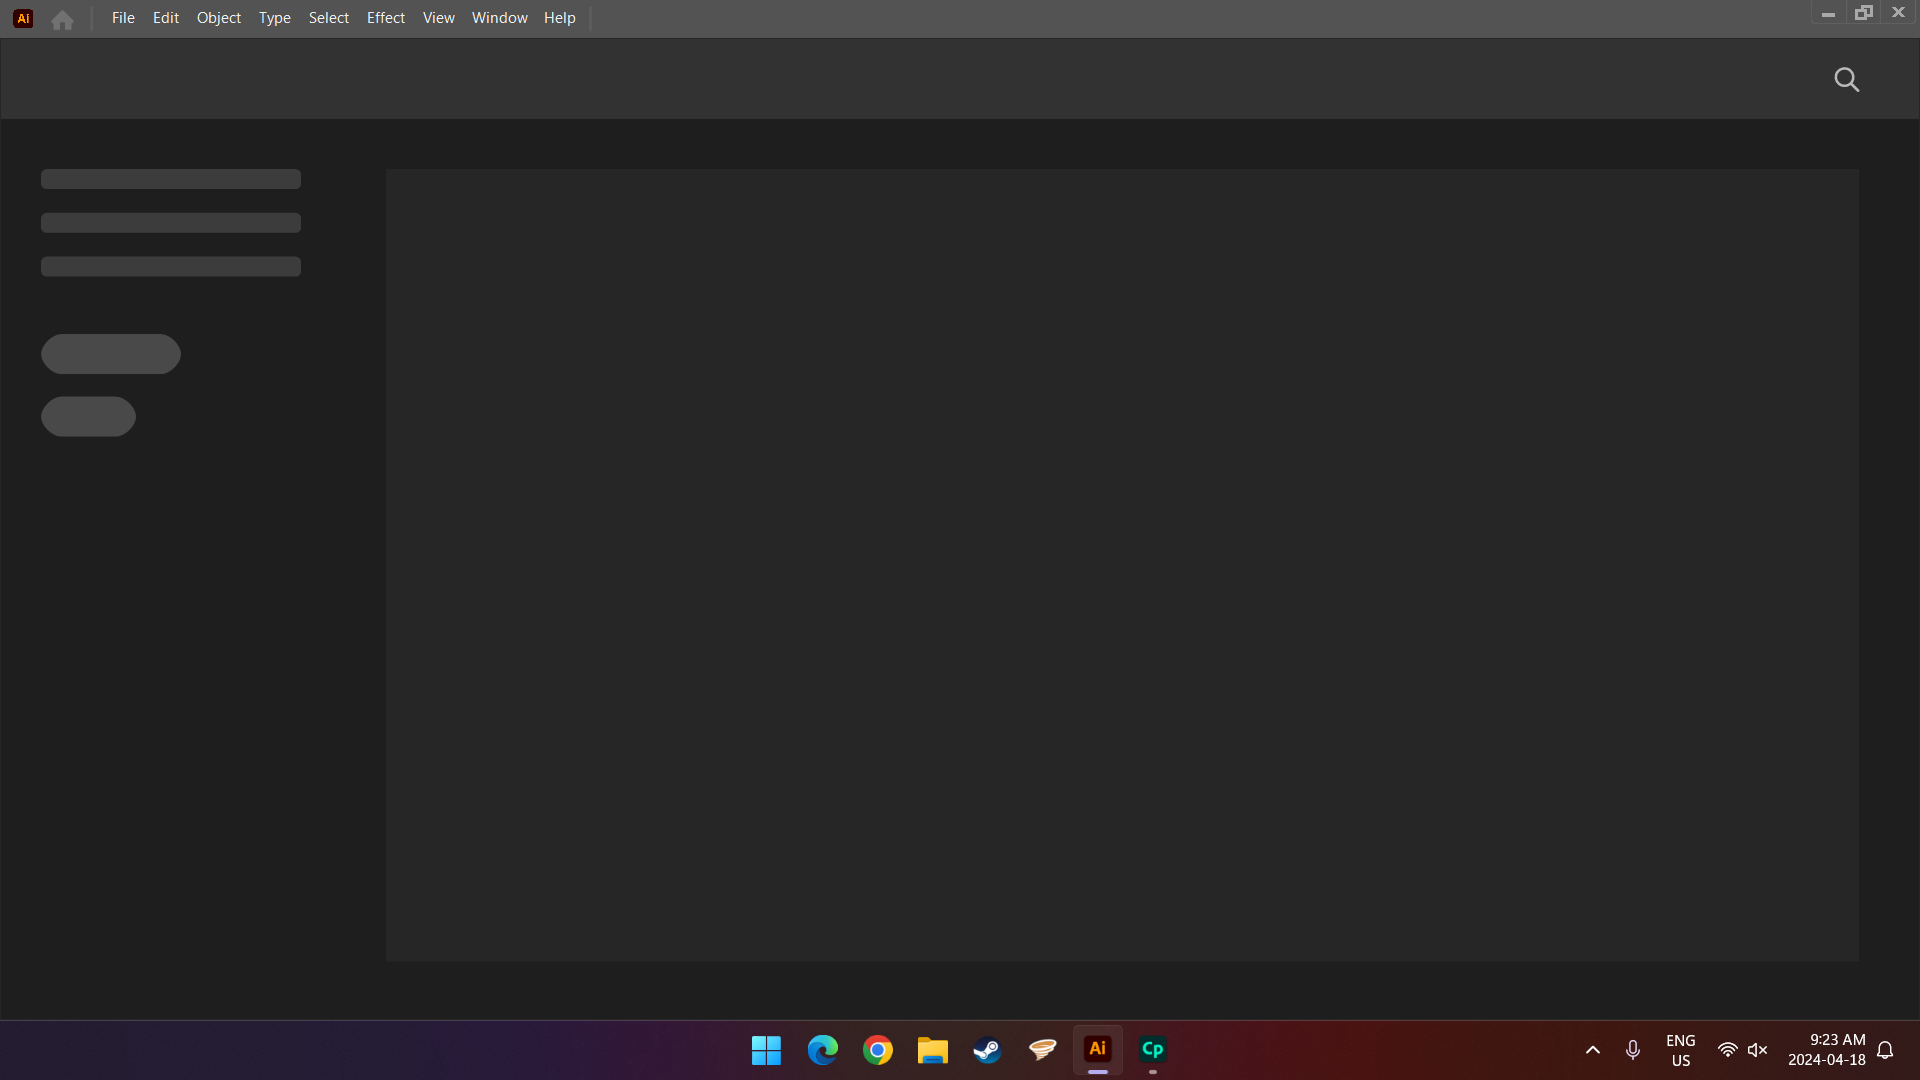 Ai File Edit Object Type Select Effect View Window Help
Ai Cp
ENG
US
9:23 AM
2024-04-18